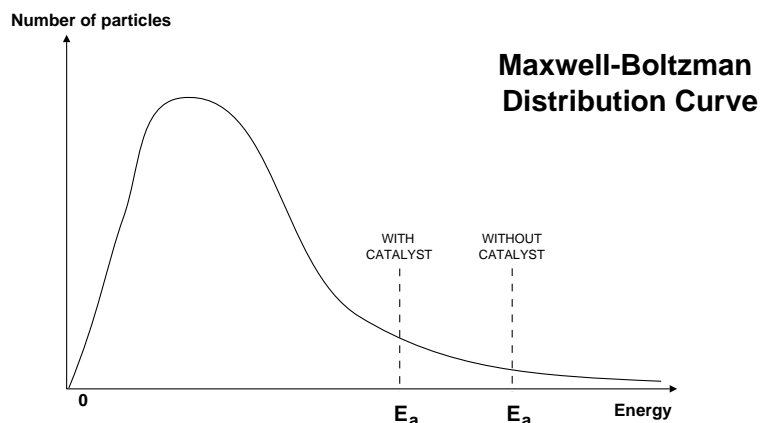 Number of particles
Maxwell-Boltzman
Distribution Curve
WITH
CATALYST
WITHOUT
CATALYST
0
Ea
Ea
Energy